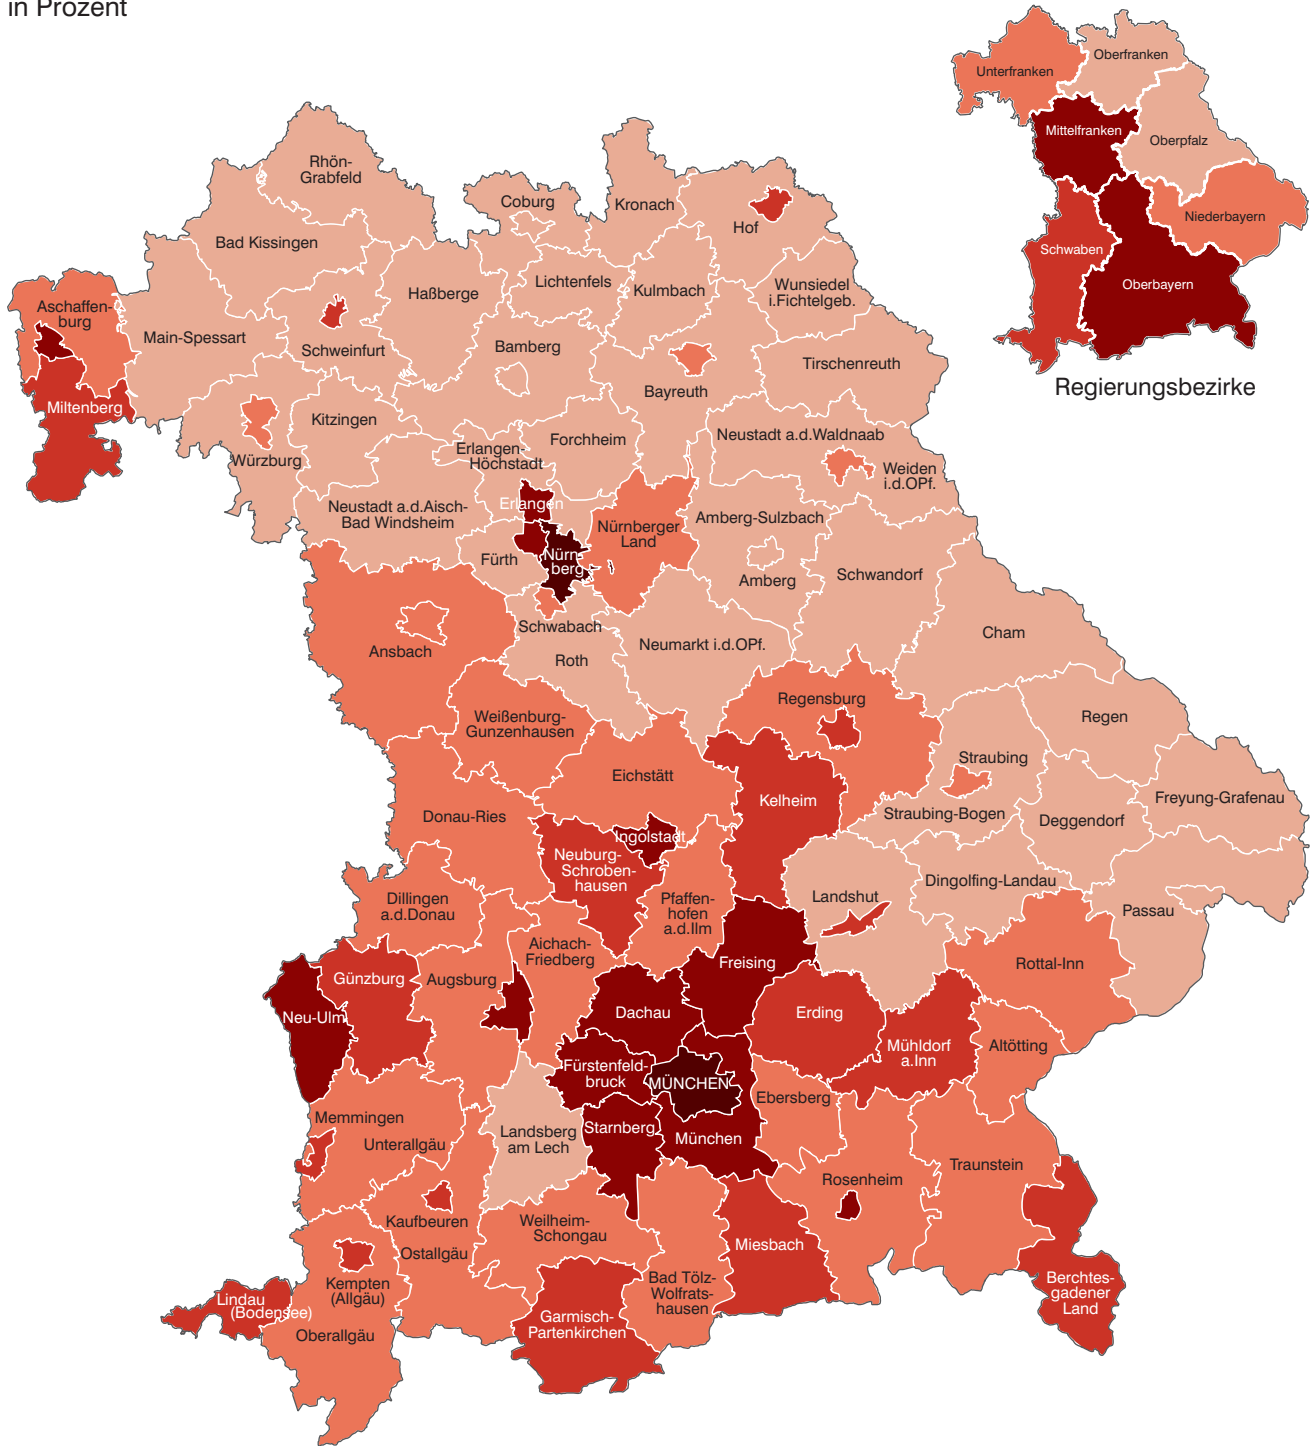 in Prozent
Unterfranken
Oberfranken
Mittelfranken
Oberpfalz
Niederbayern
Schwaben
Oberbayern
Regierungsbezirke
Rhön-
Grabfeld
Coburg
Kronach
Hof
Bad Kissingen
Haßberge
Lichtenfels
Kulmbach
Wunsiedel
i.Fichtelgeb.
Aschaffen-
burg
Main-Spessart
Schweinfurt
Bamberg
Bayreuth
Tirschenreuth
Miltenberg
Kitzingen
Würzburg
Erlangen-
Höchstadt
Forchheim
Neustadt a.d.Waldnaab
Weiden
i.d.OPf.
Neustadt a.d.Aisch-
Bad Windsheim
Erlangen
Nürnberger
Land
Amberg-Sulzbach
Fürth
Nürn-
berg
Amberg
Schwandorf
Ansbach
Schwabach
Roth
Neumarkt i.d.OPf.
Cham
Weißenburg-
Gunzenhausen
Regensburg
Regen
Eichstätt
Straubing
Kelheim
Donau-Ries
Straubing-Bogen
Deggendorf
Freyung-Grafenau
Ingolstadt
Neuburg-
Schroben-
hausen
Dillingen
a.d.Donau
Pfaffen-
hofen
a.d.Ilm
Landshut
Dingolfing-Landau
Passau
Aichach-
Friedberg
Freising
Rottal-Inn
Günzburg
Augsburg
Neu-Ulm
Dachau
Erding
Mühldorf
a.Inn
Altötting
Fürstenfeld-
bruck
MÜNCHEN
Ebersberg
Memmingen
Unterallgäu
Landsberg
am Lech
Starnberg
München
Traunstein
Rosenheim
Kaufbeuren
Ostallgäu
Weilheim-
Schongau
Miesbach
Kempten
(Allgäu)
Lindau
(Bodensee)
Oberallgäu
Bad Tölz-
Wolfrats-
hausen
Garmisch-
Partenkirchen
Berchtes-
gadener
Land